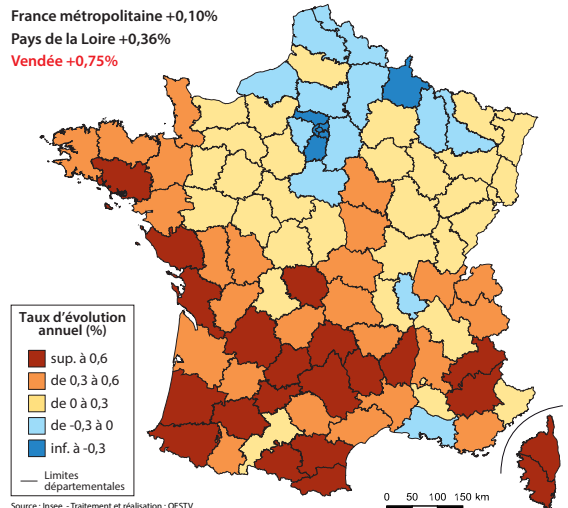 France métropolitaine +0,10%
Pays de la Loire +0,36%
Vendée +0,75%
Taux d'évolution
annuel (%)
sup. à 0,6
de 0,3 à 0,6
de 0 à 0,3
de -0,3 à 0
inf. à -0,3
Limites
départementales
Source : Insee - Traitement et réalisation : OESTV
0 50 100 150 km